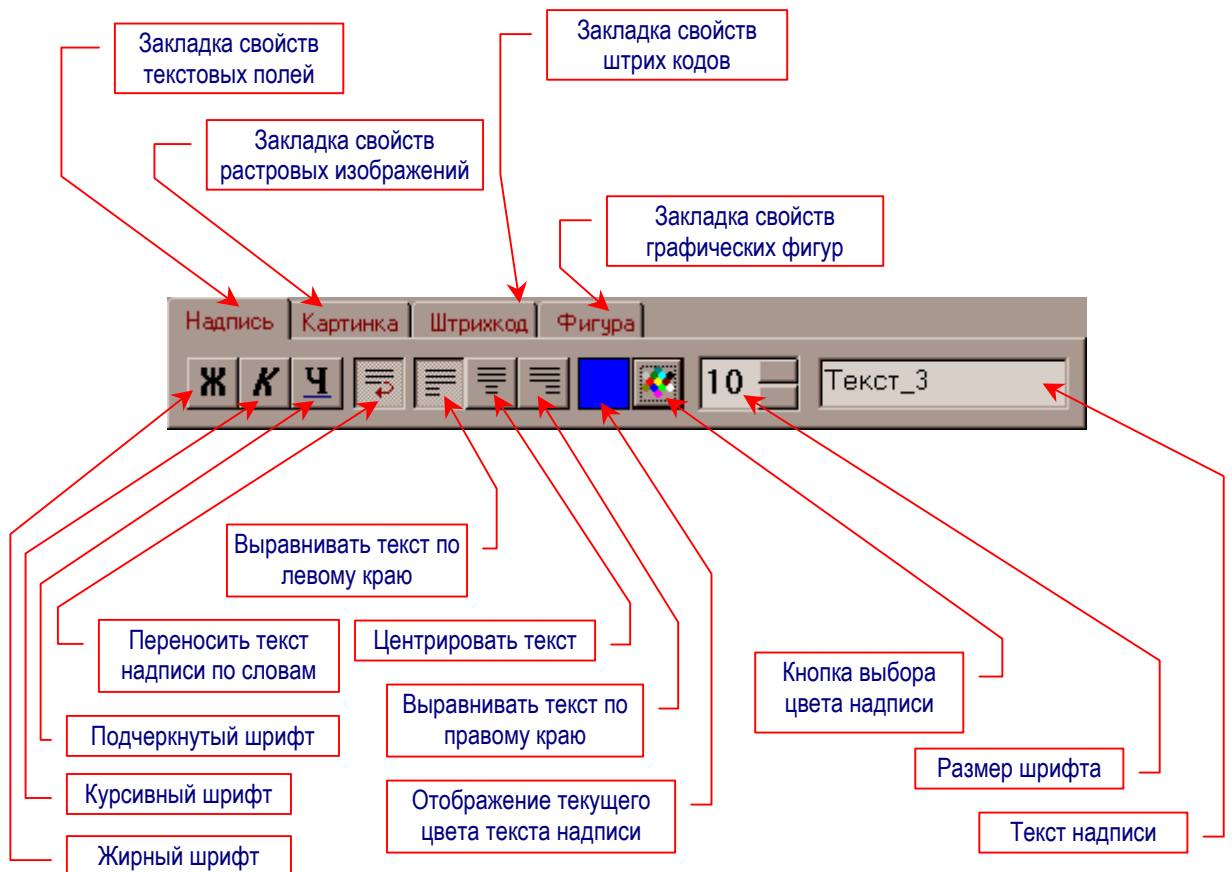 Закладка свойств
текстовых полей
Закладка свойств
штрих кодов
Закладка свойств
растровых изображений
Закладка свойств
графических фигур
Надпись Картинка Штрихкод Фигура
Ж К Ч 10 Текст_3
Выравнивать текст по
левому краю
Переносить текст
надписи по словам
Центрировать текст
Кнопка выбора
цвета надписи
Выравнивать текст по
правому краю
Подчеркнутый шрифт
Размер шрифта
Курсивный шрифт
Отображение текущего
цвета текста надписи
Текст надписи
Жирный шрифт